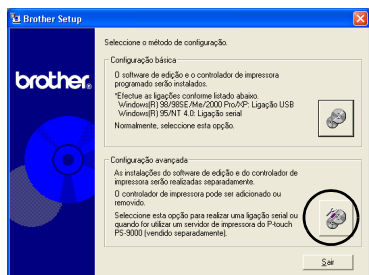 Brother Setup
Seleccione o método de configuração.
brother.
Configuração básica
O software de edição e o controlador de impressora
programado serão instalados.
*Efectue as ligações conforme listado abaixo.
Windows(R) 98/98SE/Me/2000 Pro/XP: Ligação USB
Windows(R) 95/NT 4.0: Ligação serial
Normalmente, seleccione esta opção.
Configuração avançada
As instalações do software de edição e do controlador de
impressora serão realizadas separadamente.
O controlador de impressora pode ser adicionado ou
removido.
Seleccione esta opção para realizar uma ligação serial ou
quando for utilizar um servidor de impressora do P-touch
PS-9000 (vendido separadamente).
Sair